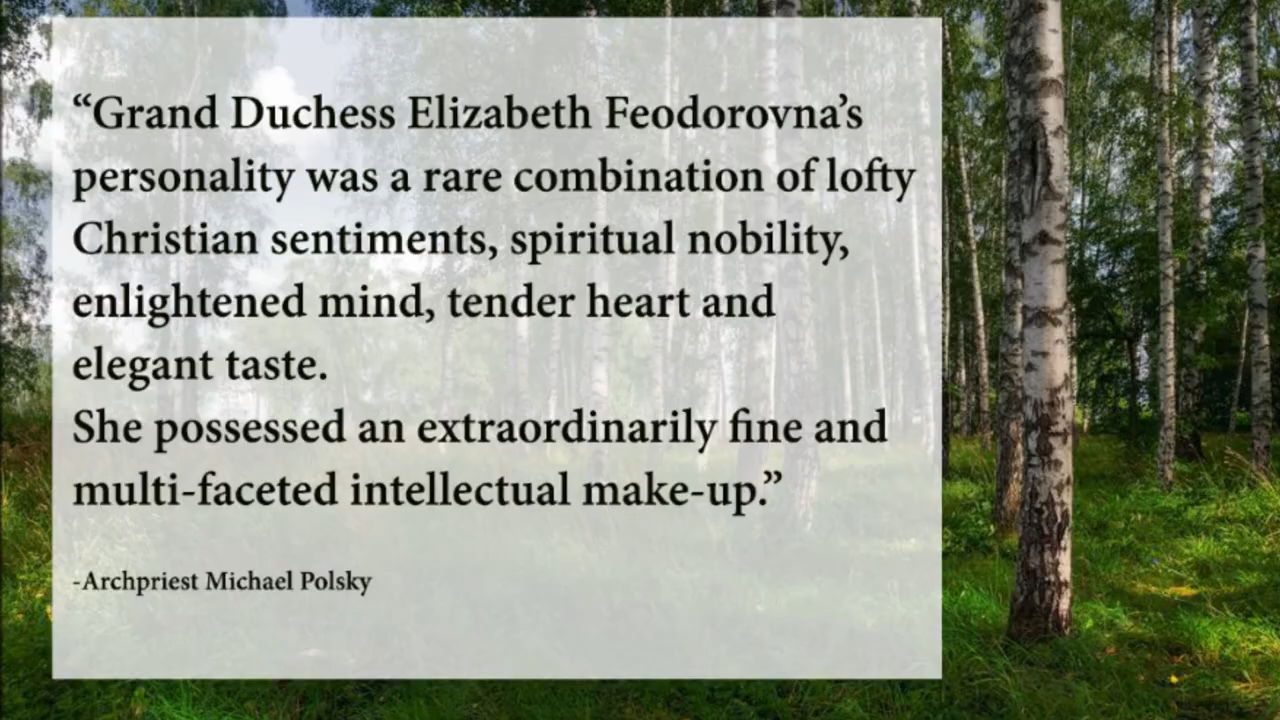 “Grand Duchess Elizabeth Feodorovna’s
personality was a rare combination of lofty
Christian sentiments, spiritual nobility,
enlightened mind, tender heart and
elegant taste.
She possessed an extraordinarily fine and
multi-faceted intellectual make-up.”
-Archpriest Michael Polsky